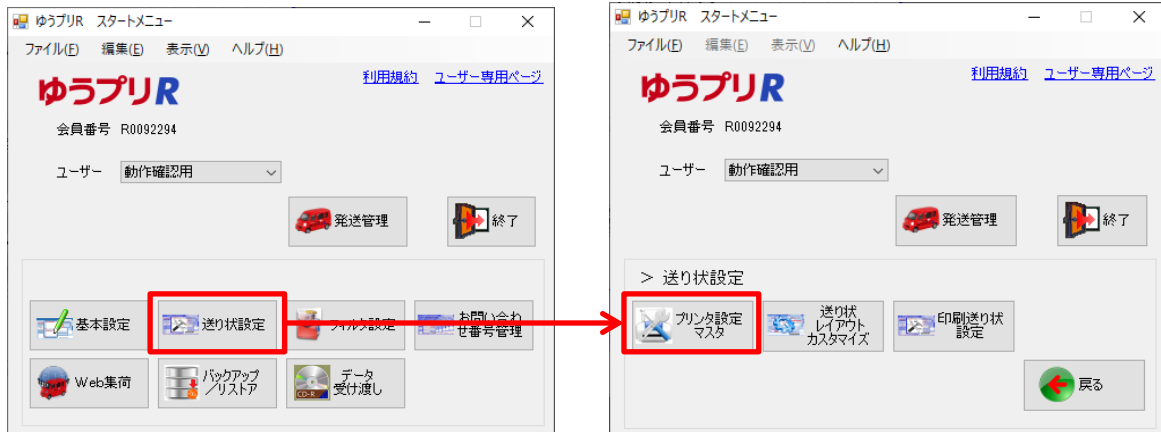 ゆうプリR スタートメニュー
ファイル(F) 編集(E) 表示(V) ヘルプ(H)
ゆうプリR
利用規約 ユーザー専用ページ
会員番号 R0092294
ユーザー 動作確認用
発送管理 終了
基本設定 送り状設定 フィルタ設定 お問い合わ
せ番号管理
Web集荷 バックアップ
/リストア
CD-R
データ
受け渡し
ゆうプリR スタートメニュー
ファイル(F) 編集(E) 表示(V) ヘルプ(H)
ゆうプリR
利用規約 ユーザー専用ページ
会員番号 R0092294
ユーザー 動作確認用
発送管理 終了
> 送り状設定
プリンタ設定
マスタ
送り状
レイアウト
カスタマイズ
印刷送り状
設定
戻る